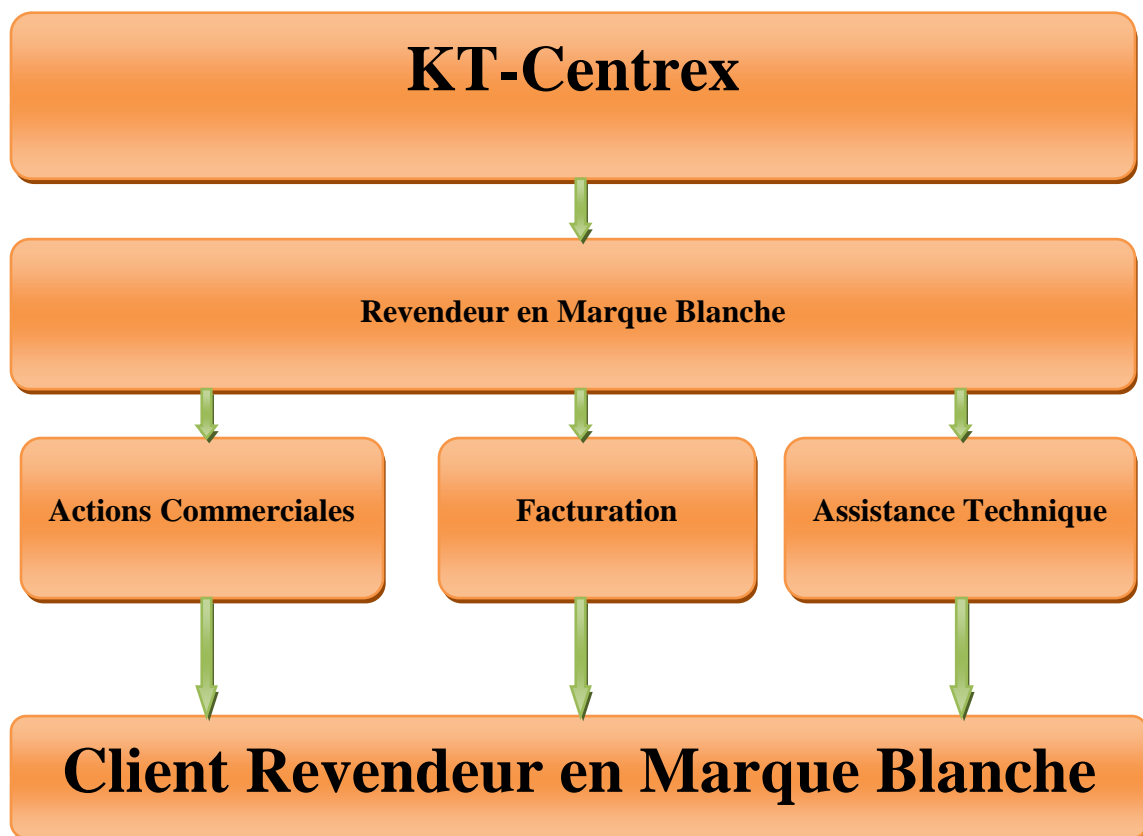 KT-Centrex
Revendeur en Marque Blanche
Actions Commerciales
Facturation
Assistance Technique
Client Revendeur en Marque Blanche